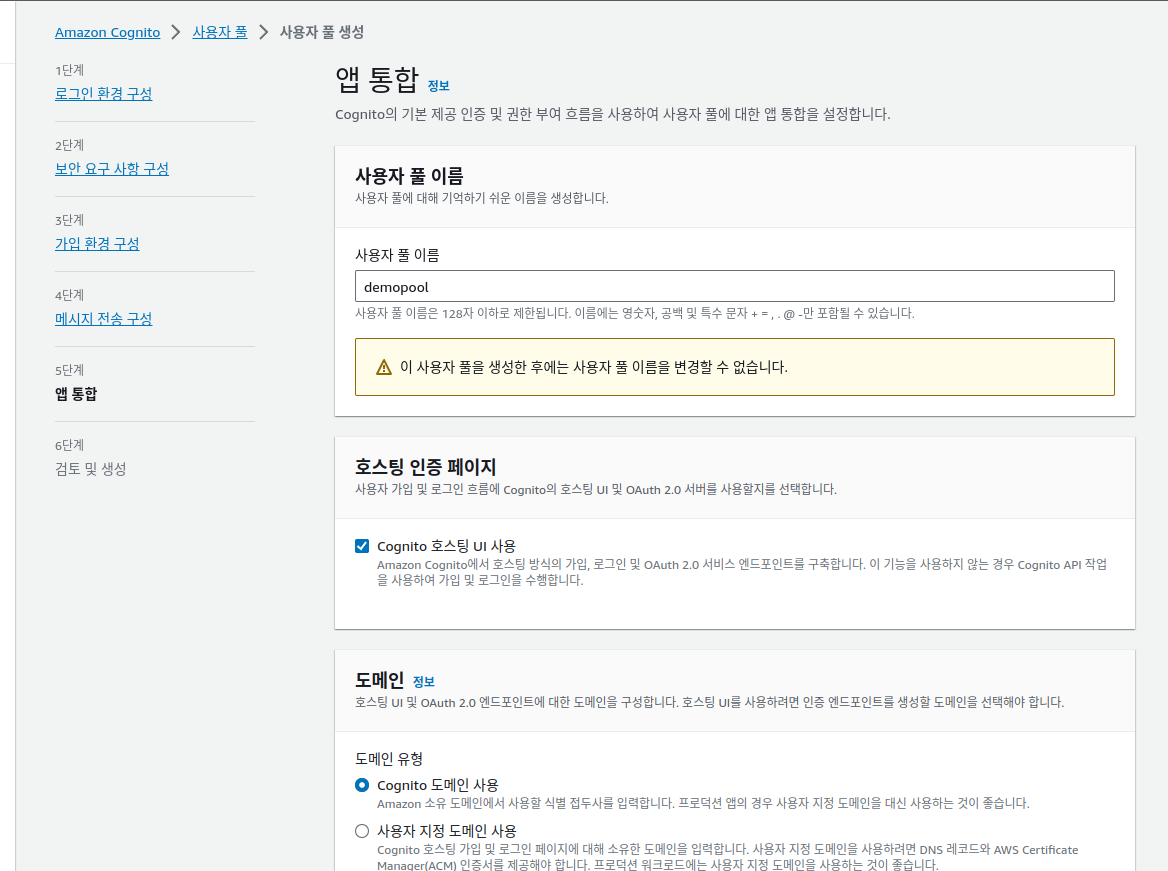 Amazon Cognito > 사용자 풀 > 사용자 풀 생성
1단계
로그인 환경 구성
2단계
보안 요구 사항 구성
3단계
가입 환경 구성
4단계
메시지 전송 구성
5단계
앱 통합
6단계
검토 및 생성
앱 통합 정보
Cognito의 기본 제공 인증 및 권한 부여 흐름을 사용하여 사용자 풀에 대한 앱 통합을 설정합니다.
사용자 풀 이름
사용자 풀에 대해 기억하기 쉬운 이름을 생성합니다.
사용자 풀 이름
demopool
사용자 풀 이름은 128자 이하로 제한됩니다. 이름에는 영숫자, 공백 및 특수 문자 + = , . @ -만 포함될 수 있습니다.
이 사용자 풀을 생성한 후에는 사용자 풀 이름을 변경할 수 없습니다.
호스팅 인증 페이지
사용자 가입 및 로그인 흐름에 Cognito의 호스팅 UI 및 OAuth 2.0 서버를 사용할지를 선택합니다.
Cognito 호스팅 UI 사용
Amazon Cognito에서 호스팅 방식의 가입, 로그인 및 OAuth 2.0 서비스 엔드포인트를 구축합니다. 이 기능을 사용하지 않는 경우 Cognito API 작업
을 사용하여 가입 및 로그인을 수행합니다.
도메인 정보
호스팅 UI 및 OAuth 2.0 엔드포인트에 대한 도메인을 구성합니다. 호스팅 UI를 사용하려면 인증 엔드포인트를 생성할 도메인을 선택해야 합니다.
도메인 유형
Cognito 도메인 사용
Amazon 소유 도메인에서 사용할 식별 접두사를 입력합니다. 프로덕션 앱의 경우 사용자 지정 도메인을 대신 사용하는 것이 좋습니다.
사용자 지정 도메인 사용
Cognito 호스팅 가입 및 로그인 페이지에 대해 소유한 도메인을 입력합니다. 사용자 지정 도메인을 사용하려면 DNS 레코드와 AWS Certificate
Manager(ACM) 인증서를 제공해야 합니다. 프로덕션 워크로드에는 사용자 지정 도메인을 사용하는 것이 좋습니다.